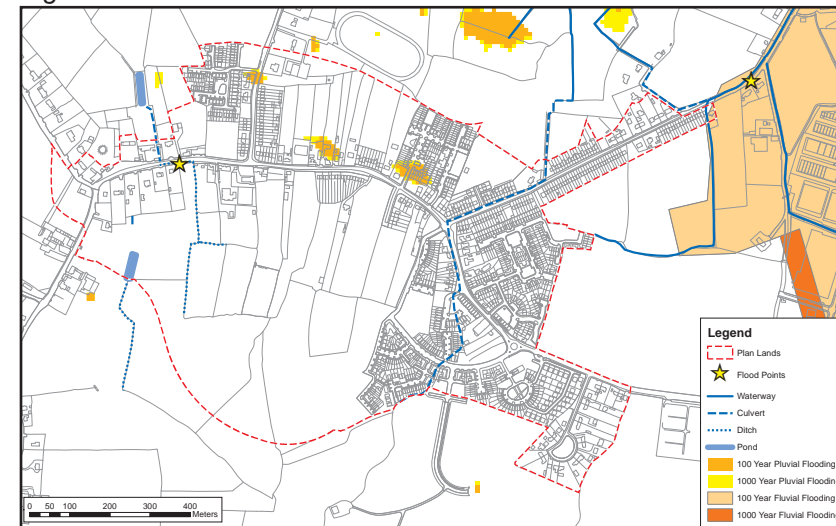 Legend
Plan Lands
Flood Points
Waterway
Culvert
Ditch
Pond
100 Year Pluvial Flooding
1000 Year Pluvial Floodin
100 Year Fluvial Flooding
1000 Year Fluvial Floodin
0 50 100 200 300 400
Meters